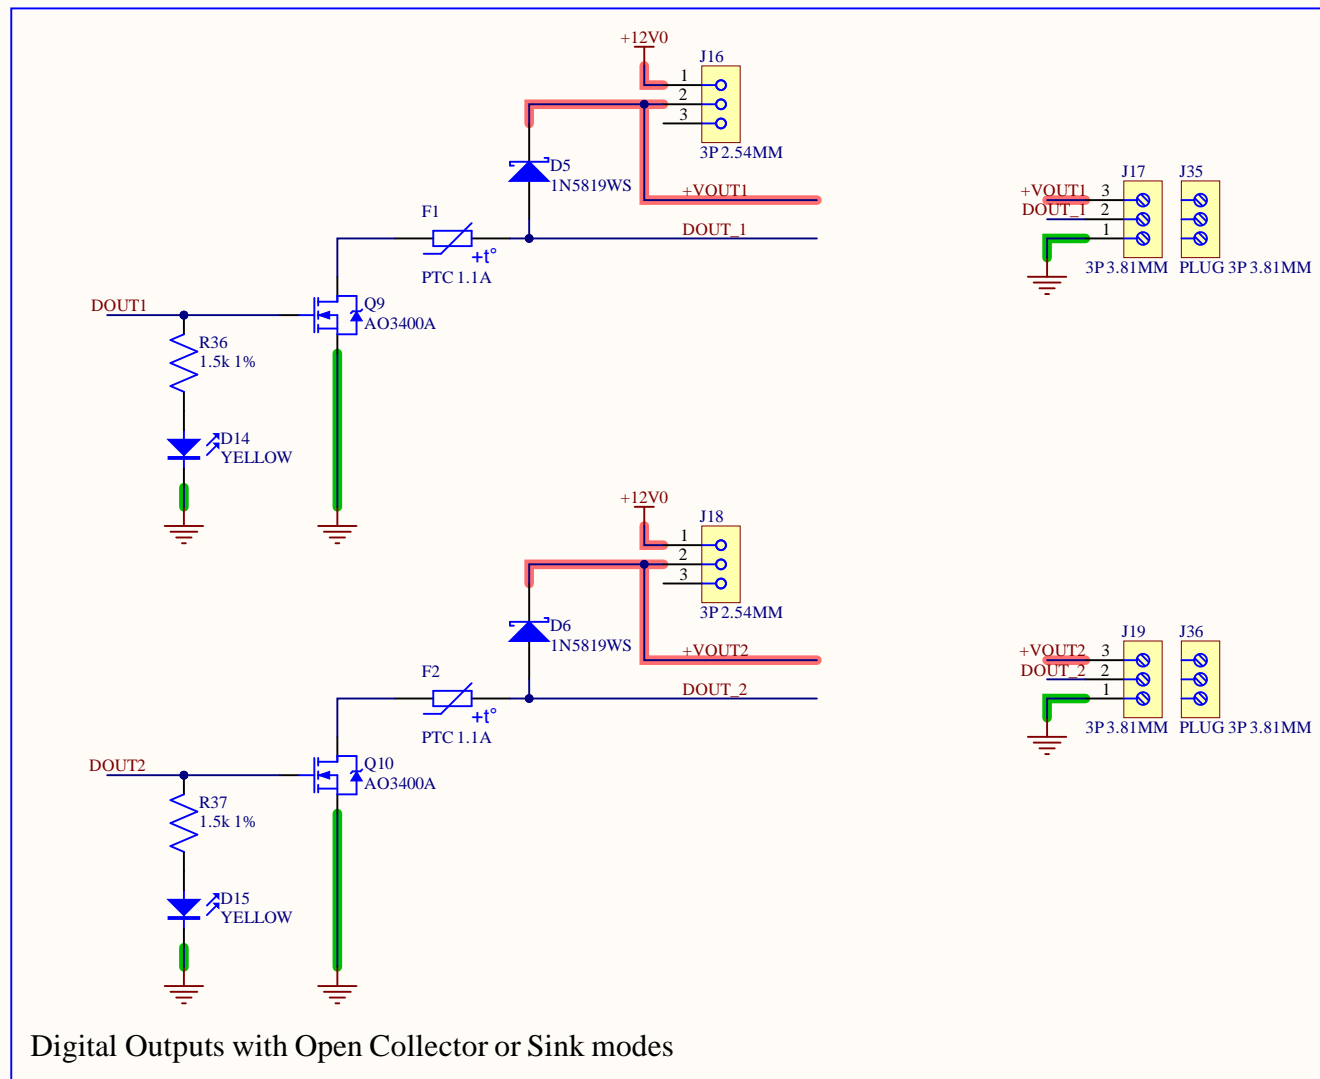 +12V0
J16
1
2
3
3P 2.54MM
D5
1N5819WS
+VOUT1
F1
DOUT_1
+t°
PTC 1.1A
DOUT1
Q9
AO3400A
R36
1.5k 1%
D14
YELLOW
J17
J35
+VOUT1
3
DOUT_1
2
1
3P 3.81MM
PLUG 3P 3.81MM
+12V0
J18
1
2
3
3P 2.54MM
D6
1N5819WS
+VOUT2
F2
DOUT_2
+t°
PTC 1.1A
DOUT2
Q10
AO3400A
R37
1.5k 1%
D15
YELLOW
J19
J36
+VOUT2
3
DOUT_2
2
1
3P 3.81MM
PLUG 3P 3.81MM
Digital Outputs with Open Collector or Sink modes